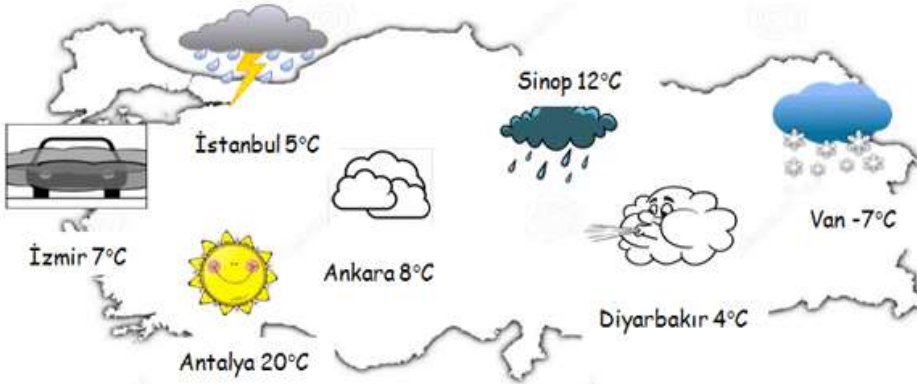 Sinop 12°C
İstanbul 5°C
Van -7°C
İzmir 7°C
Ankara 8°C
Diyarbakır 4°C
Antalya 20°C